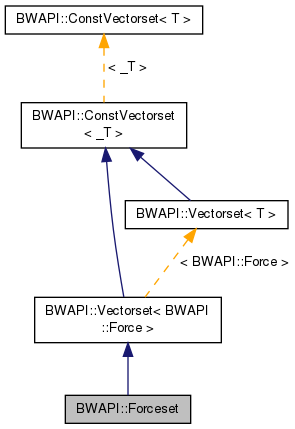 BWAPI::ConstVectorset< T >
< _T >
BWAPI::ConstVectorset
< _T >
BWAPI::Vectorset< T >
< BWAPI::Force >
BWAPI::Vectorset< BWAPI
::Force >
BWAPI::Forceset